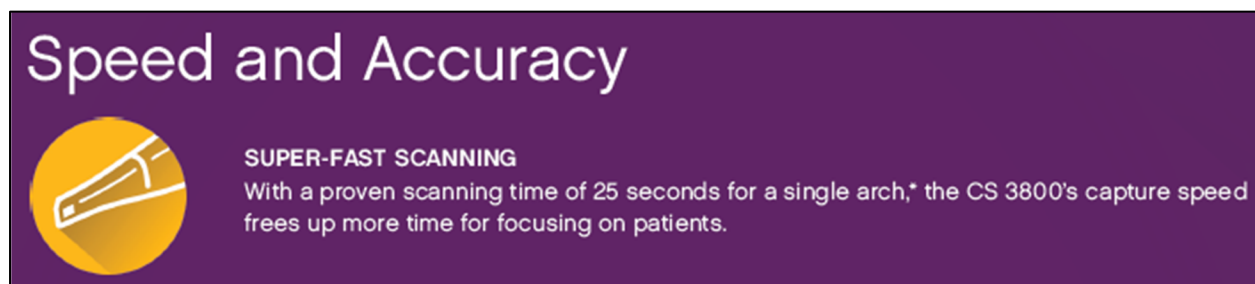 Speed and Accuracy
SUPER-FAST SCANNING
With a proven scanning time of 25 seconds for a single arch,* the CS 3800's capture speed
frees up more time for focusing on patients.